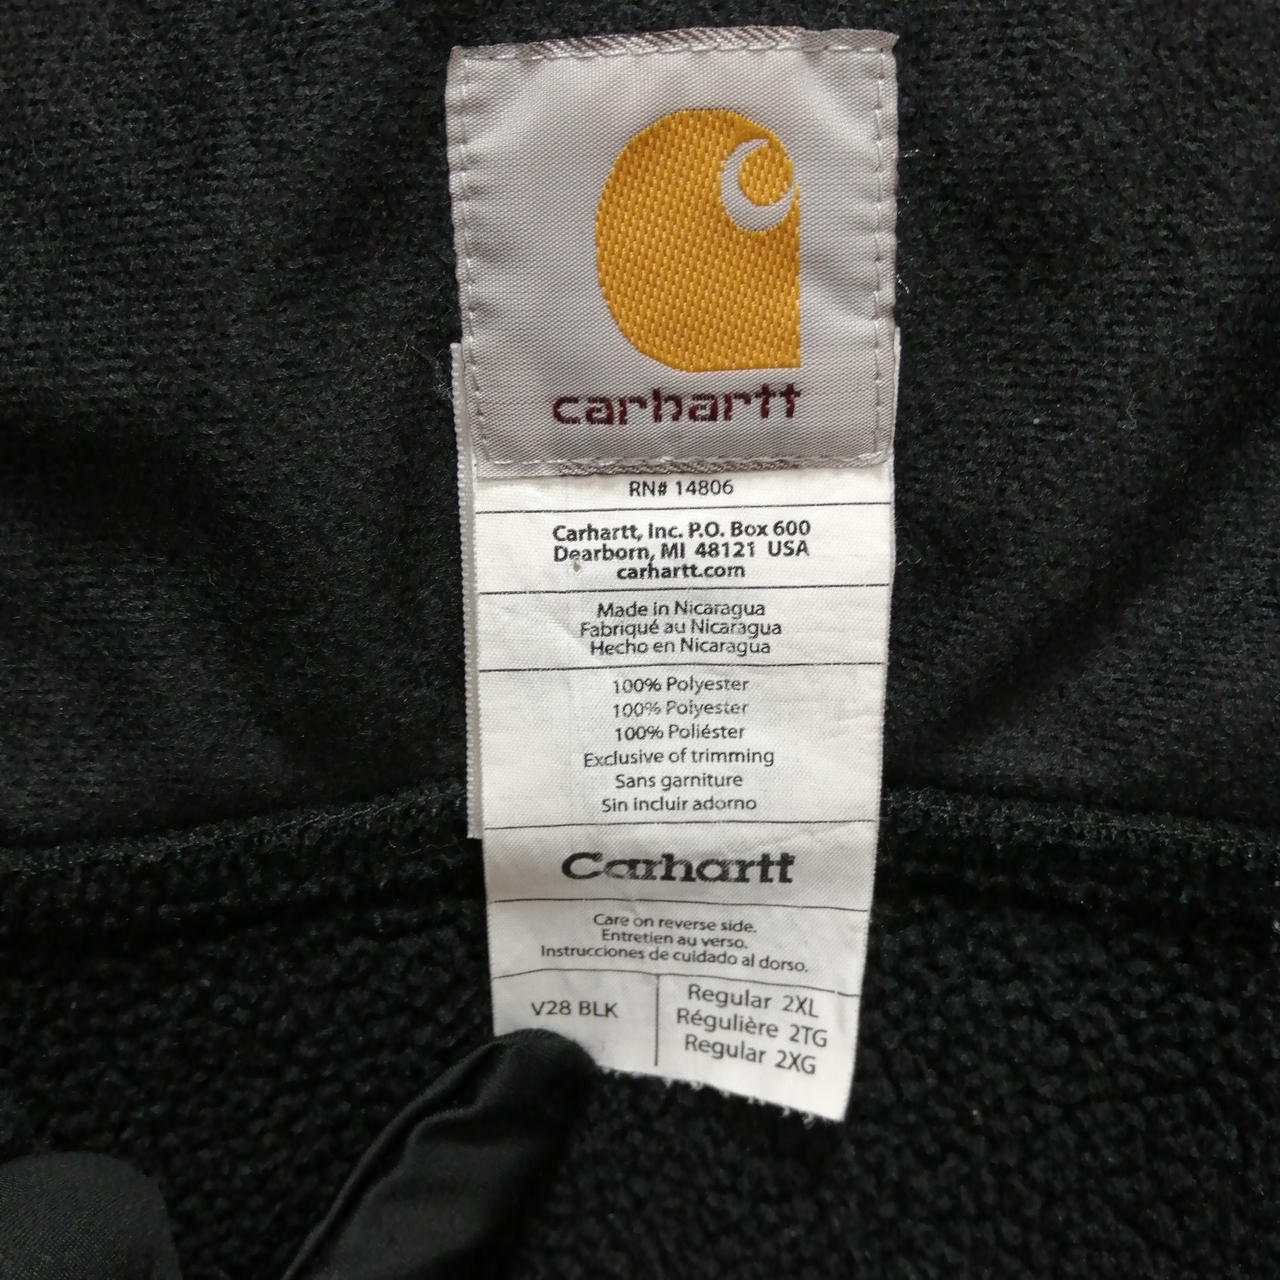 carhartt
RN# 14806
Carhartt, Inc. P.O. Box 600
Dearborn, MI 48121 USA
carhartt.com
Made in Nicaragua
Fabriqué au Nicaragua
Hecho en Nicaragua
100% Polyester
100% Polyester
100% Poliéster
Exclusive of trimming
Sans garniture
Sin incluir adorno
Carhartt
Care on reverse side.
Entretien au verso.
Instrucciones de cuidado al dorso.
V28 BLK
Regular 2XL
Régulière 2TG
Regular 2XG